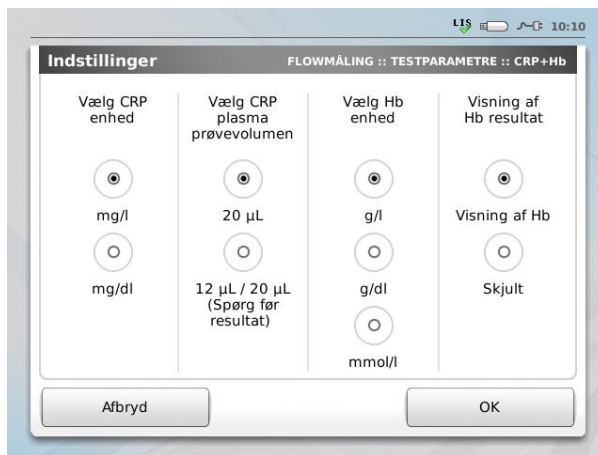 LIS 10:10
Indstillinger FLOWMÅLING :: TESTPARAMETRE :: CRP+Hb
Vælg CRP
enhed
mg/l
mg/dl
Vælg CRP
plasma
prøvevolumen
20 µL
12 µL / 20 µL
(Spørg før
resultat)
Vælg Hb
enhed
g/l
g/dl
mmol/l
Visning af
Hb resultat
Visning af Hb
Skjult
Afbryd OK